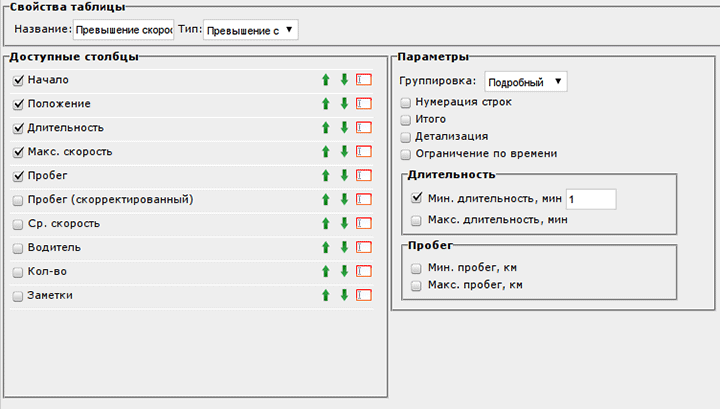 Свойства таблицы
Название: Превышение скорос Тип: Превышение с
Доступные столбцы
Начало
Положение
Длительность
Макс. скорость
Пробег
Пробег (скорректированный)
Ср. скорость
Водитель
Кол-во
Заметки
Параметры
Группировка: Подробный
Нумерация строк
Итого
Детализация
Ограничение по времени
Длительность
Мин. длительность, мин 1
Макс. длительность, мин
Пробег
Мин. пробег, км
Макс. пробег, км